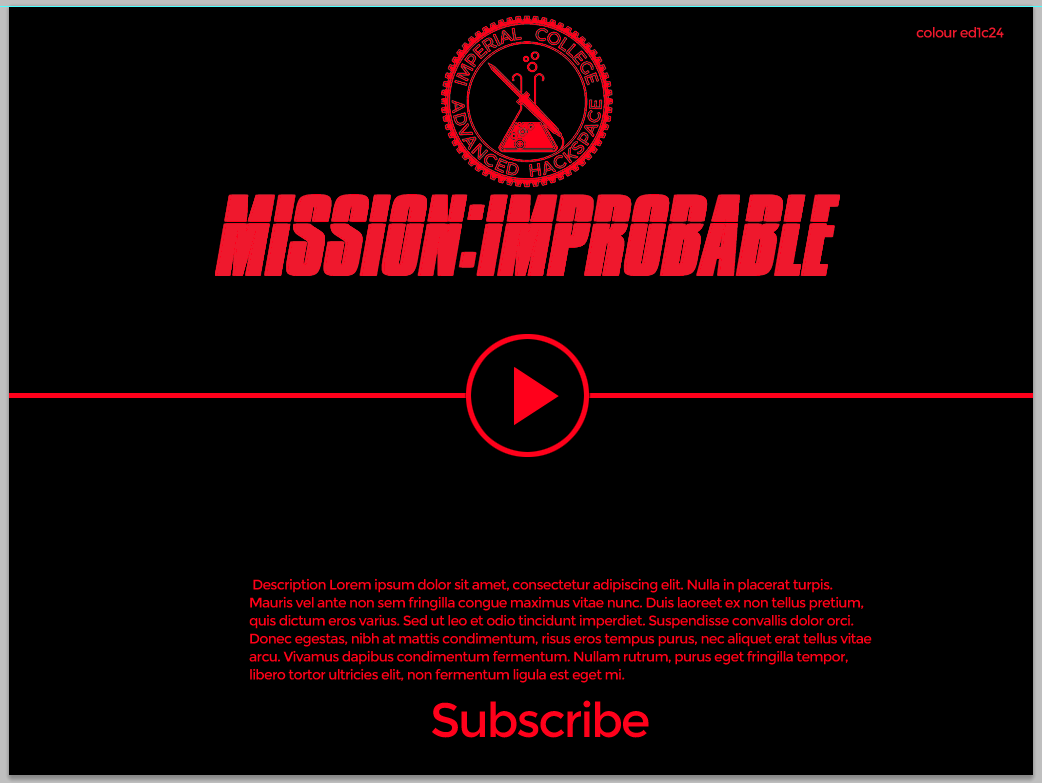 colour ed1c24
IMPERIAL COLLEGE
ADVANCED HACKSPACE
MISSION:IMPROBABLE
Description Lorem ipsum dolor sit amet, consectetur adipiscing elit. Nulla in placerat turpis.
Mauris vel ante non sem fringilla congue maximus vitae nunc. Duis laoreet ex non tellus pretium,
quis dictum eros varius. Sed ut leo et odio tincidunt imperdiet. Suspendisse convallis dolor orci.
Donec egestas, nibh at mattis condimentum, risus eros tempus purus, nec aliquet erat tellus vitae
arcu. Vivamus dapibus condimentum fermentum. Nullam rutrum, purus eget fringilla tempor,
libero tortor ultricies elit, non fermentum ligula est eget mi.
Subscribe